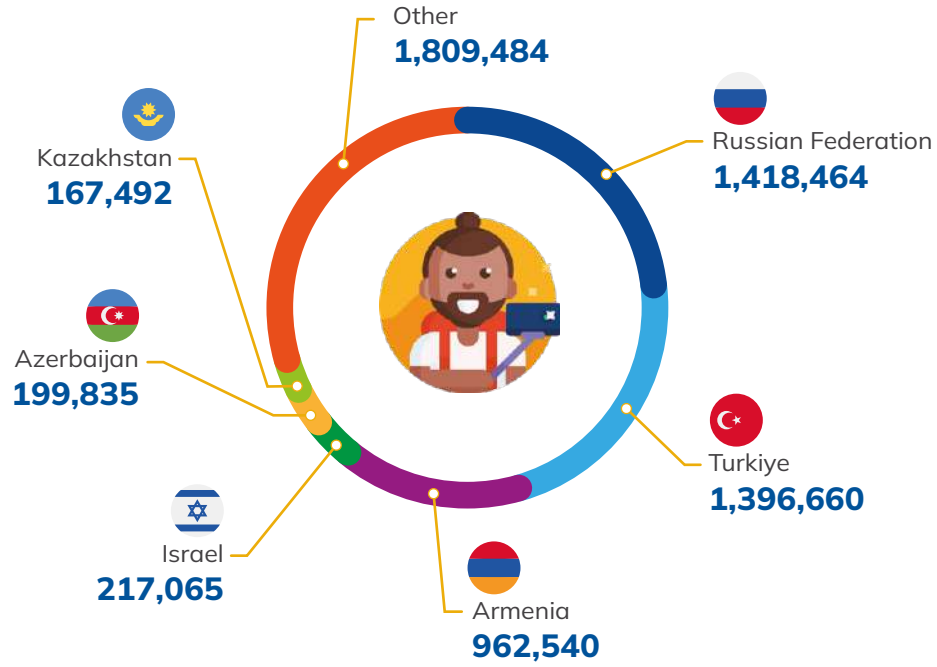 Other
1,809,484
Russian Federation
1,418,464
Turkiye
1,396,660
Armenia
962,540
Israel
217,065
Azerbaijan
199,835
Kazakhstan
167,492